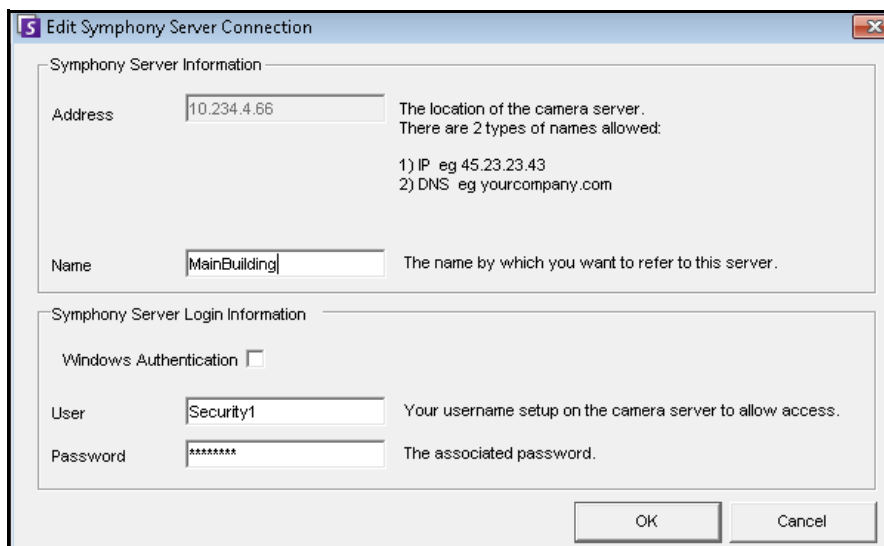 Edit Symphony Server Connection
Symphony Server Information
Address
10.234.4.66
The location of the camera server.
There are 2 types of names allowed:
1) IP eg 45.23.23.43
2) DNS eg yourcompany.com
Name
MainBuilding
The name by which you want to refer to this server.
Symphony Server Login Information
Windows Authentication
User
Security1
Your username setup on the camera server to allow access.
Password
********
The associated password.
OK
Cancel